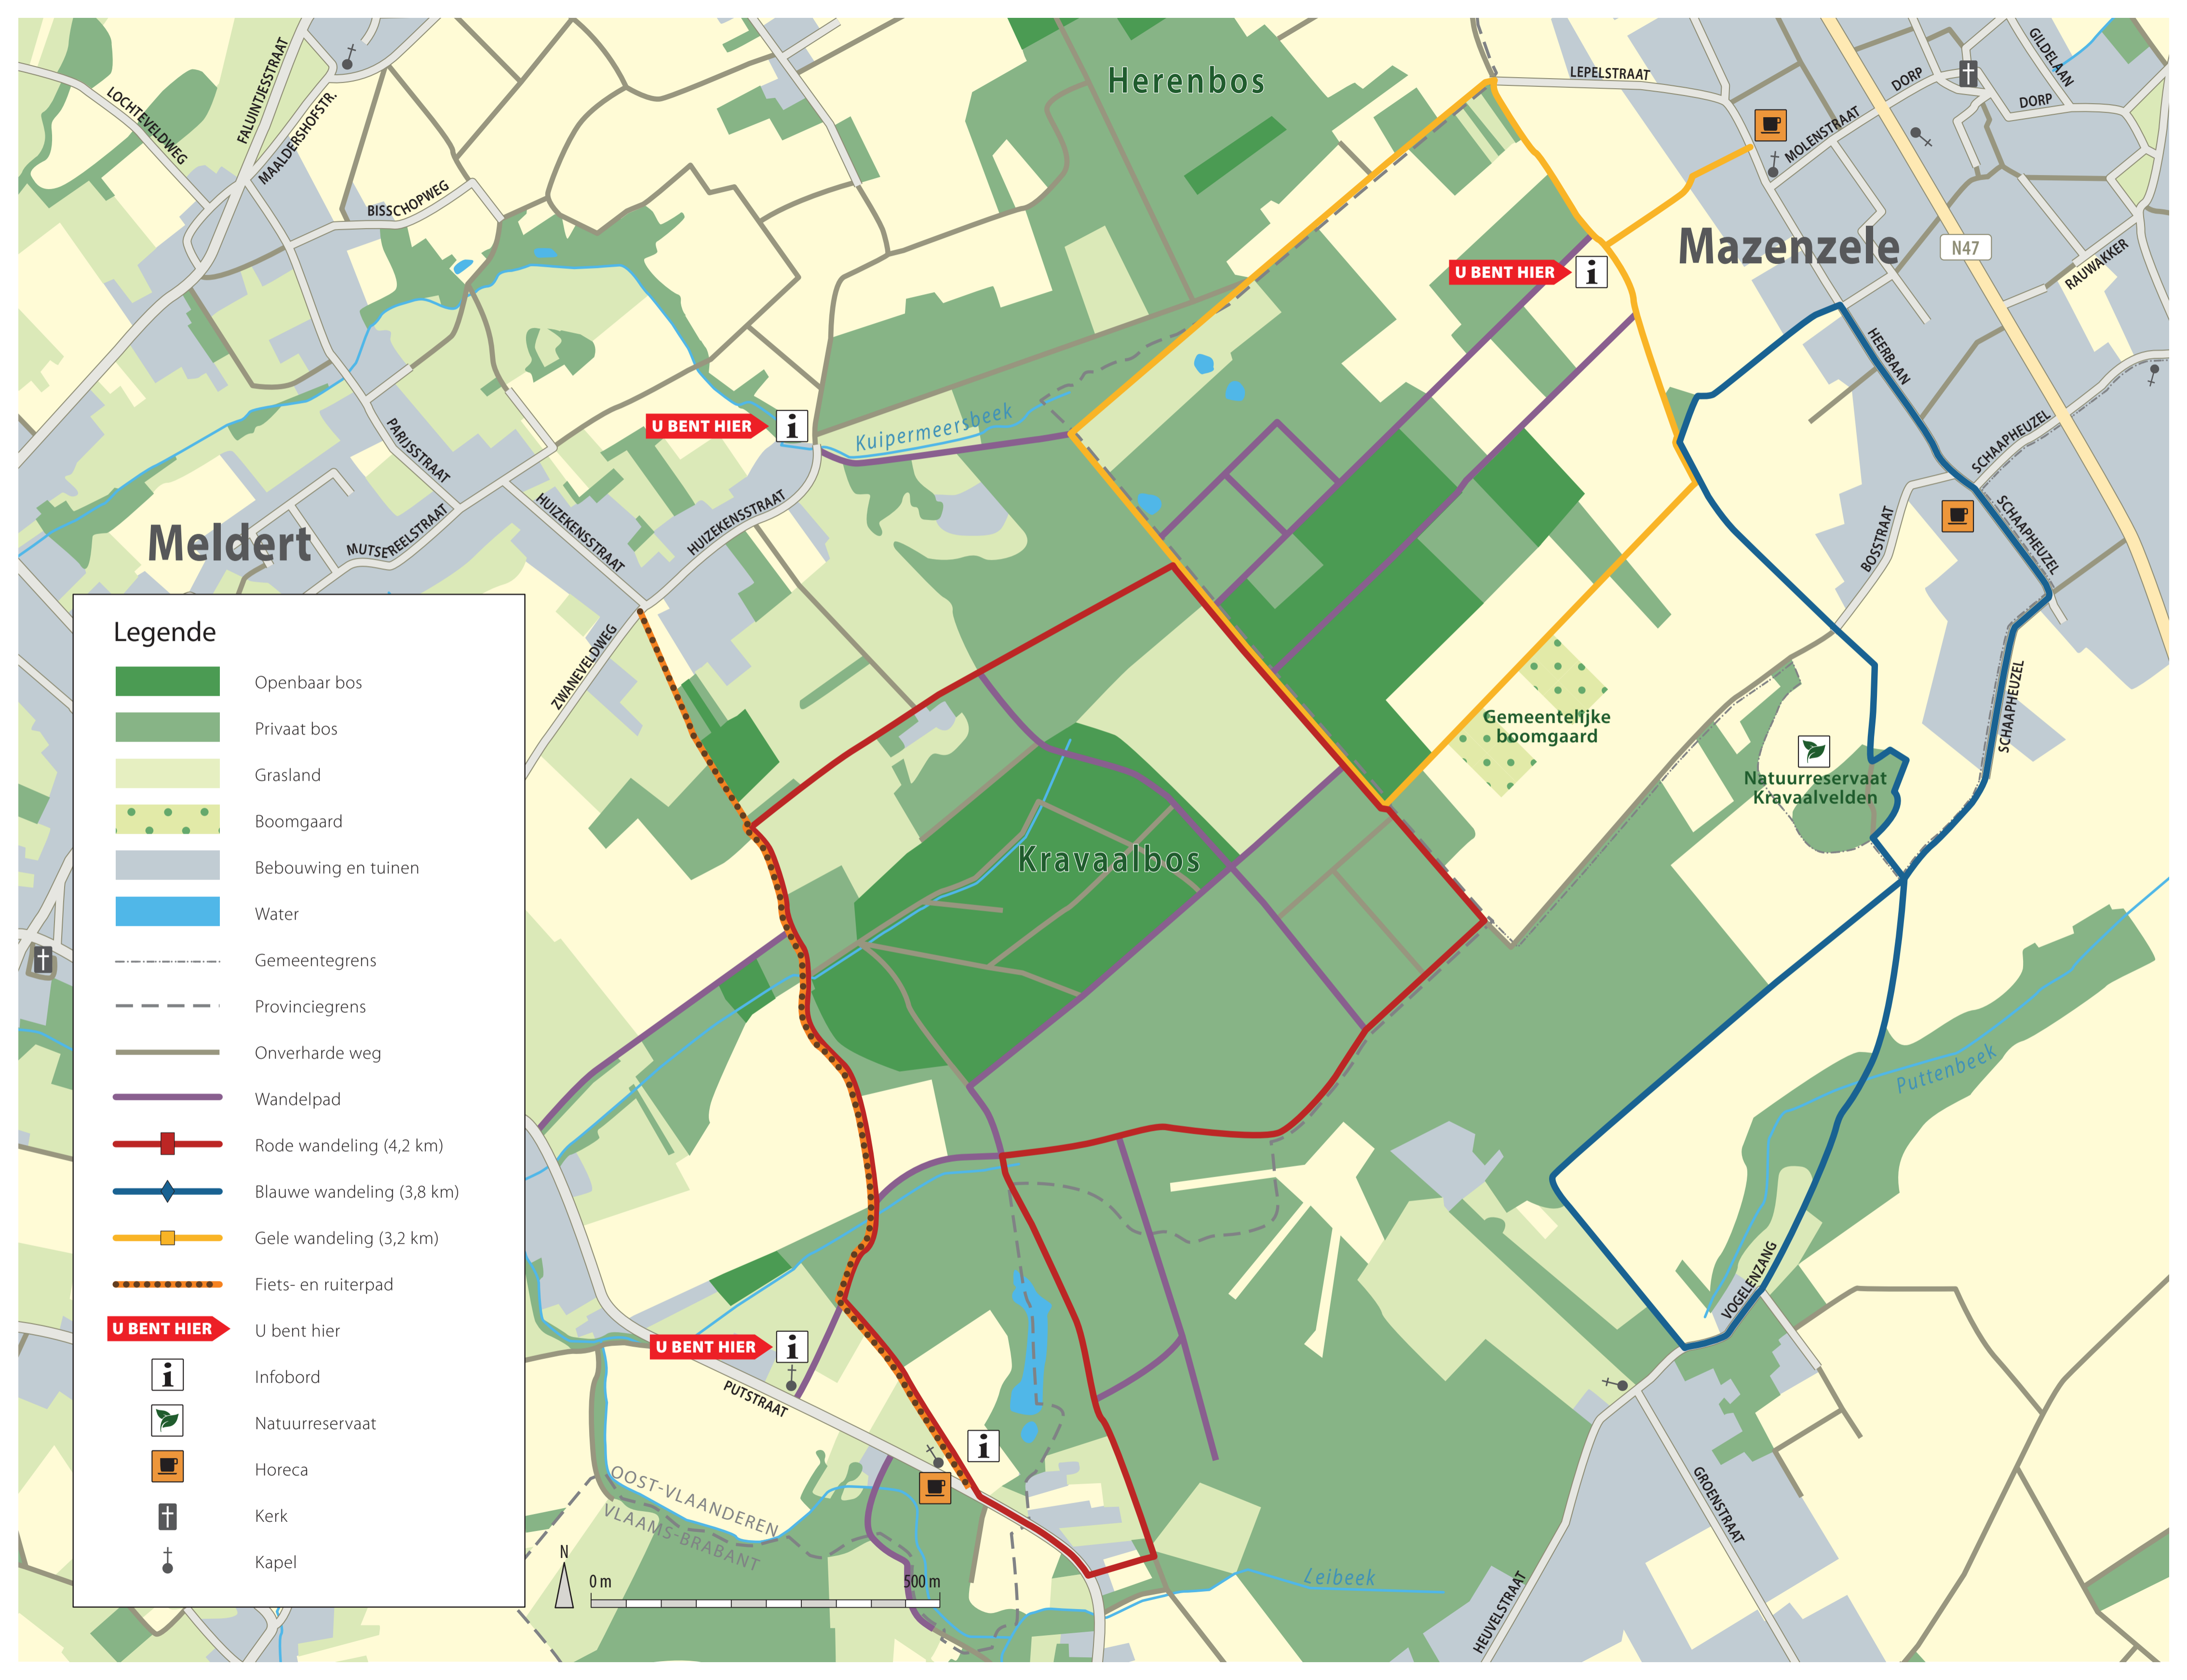 Herenbos
LEPELSTRAAT
DORP
GILDELAAN
DORP
MOLENSTRAAT
LOCHTEVELDWEG
FALUINTJESSTRAAT
MAALDERSHOFSTR.
BISSCHOPWEG
Mazenzele
N47
RAUWAKKER
U BENT HIER
i
HEERBAAN
U BENT HIER
i
Kuipermeersbeek
PARIJSSTRAAT
SCHAAPHEUZEL
SCHAAPHEUZEL
BOSSTRAAT
Meldert
MUTSEREELSTRAAT
HUIZEKENSSTRAAT
HUIZEKENSSTRAAT
ZWANEVELDWEG
SCHAAPHEUZEL
Gemeentelijke
boomgaard
Natuurreservaat
Kravaalvelden
Kravaalbos
Puttenbeek
VOGELENZANG
U BENT HIER
i
PUTSTRAAT
i
OOST-VLAANDEREN
VLAAMS-BRABANT
GROENSTRAAT
HEUVELSTRAAT
Leibeek
N
0 m
500 m
Legende
Openbaar bos
Privaat bos
Grasland
Boomgaard
Bebouwing en tuinen
Water
Gemeentegrens
Provinciegrens
Onverharde weg
Wandelpad
Rode wandeling (4,2 km)
Blauwe wandeling (3,8 km)
Gele wandeling (3,2 km)
Fiets- en ruiterpad
U BENT HIER U bent hier
i Infobord
Natuurreservaat
Horeca
Kerk
Kapel